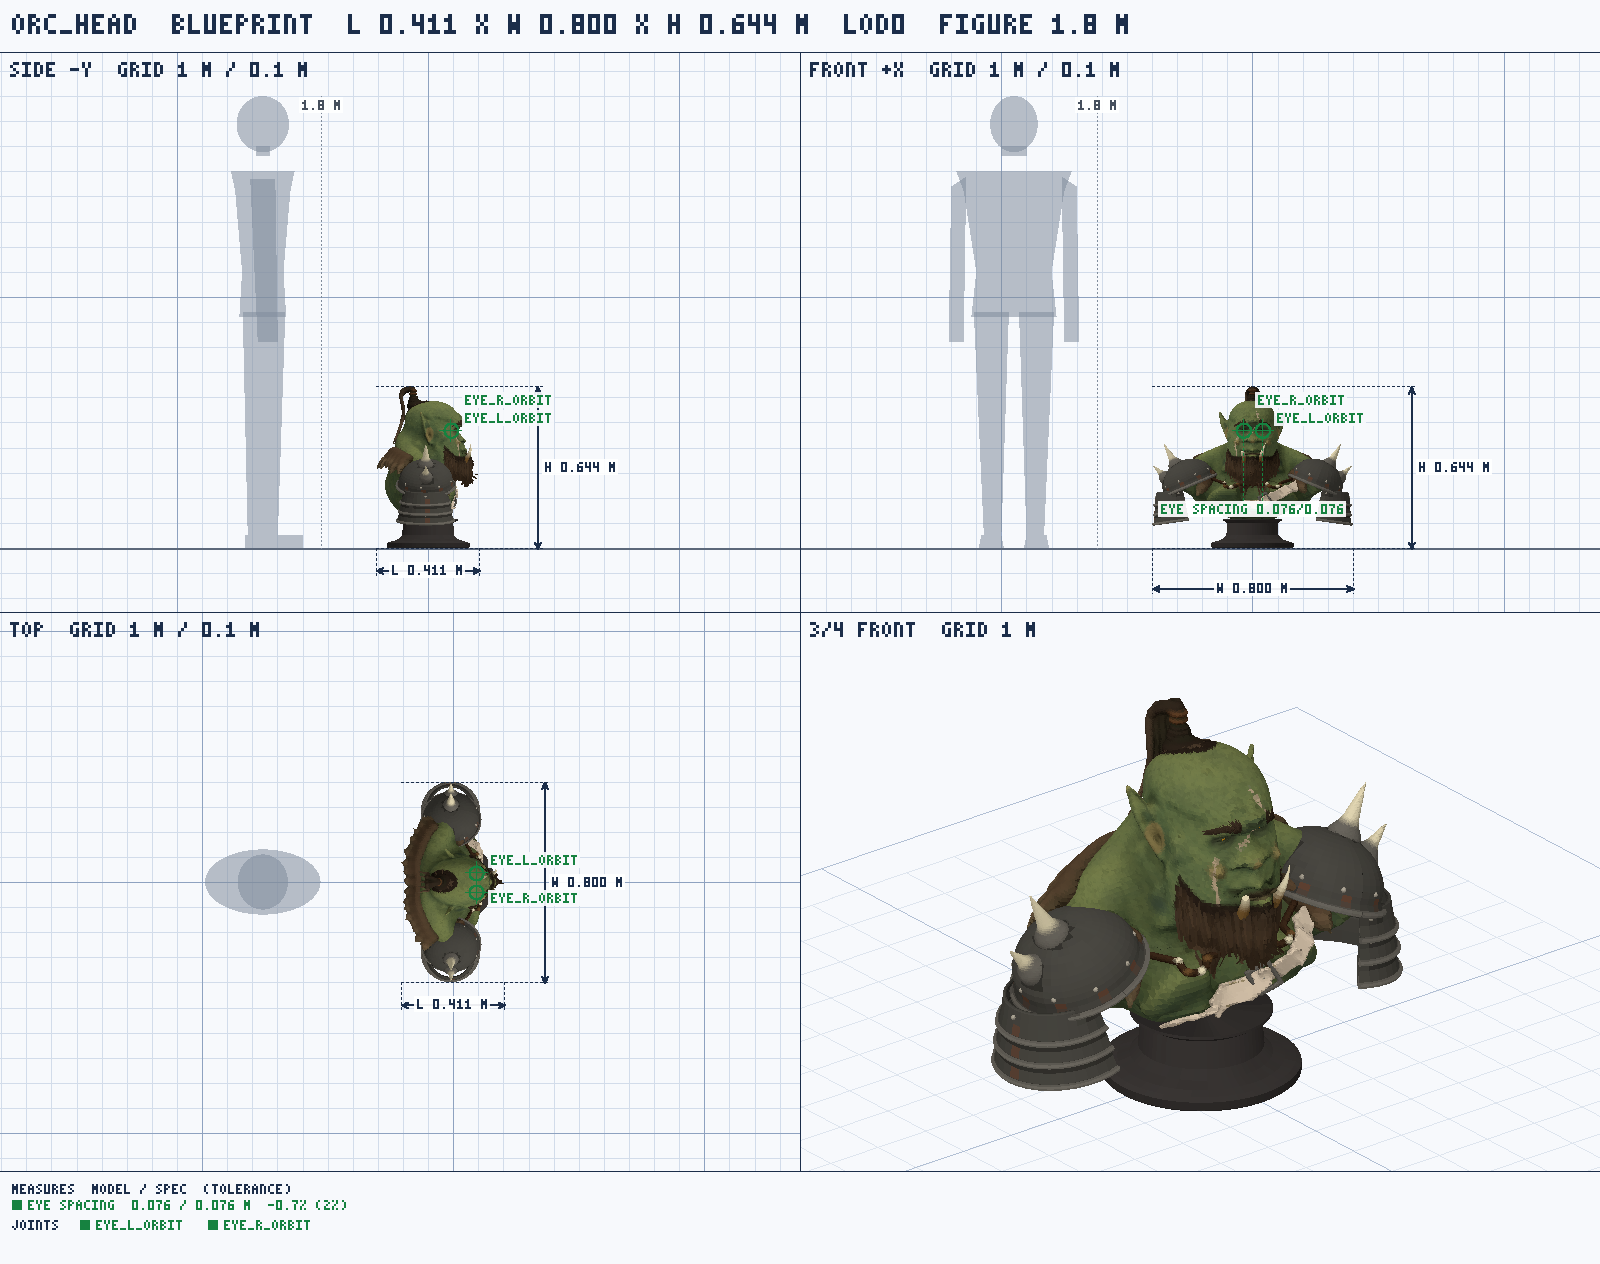 ORC_HEAD BLUEPRINT L 0.411 X W 0.800 X H 0.644 M LOD0 FIGURE 1.8 M
SIDE -Y GRID 1 M / 0.1 M
1.8 M
EYE_R_ORBIT
EYE_L_ORBIT
H 0.644 M
L 0.411 M
FRONT +X GRID 1 M / 0.1 M
1.8 M
EYE_R_ORBIT
EYE_L_ORBIT
H 0.644 M
EYE SPACING 0.076/0.076
W 0.800 M
TOP GRID 1 M / 0.1 M
EYE_L_ORBIT
W 0.800 M
EYE_R_ORBIT
L 0.411 M
3/4 FRONT GRID 1 M
MEASURES MODEL / SPEC (TOLERANCE)
EYE SPACING 0.076 / 0.076 M -0.7% (2%)
JOINTS EYE_L_ORBIT EYE_R_ORBIT